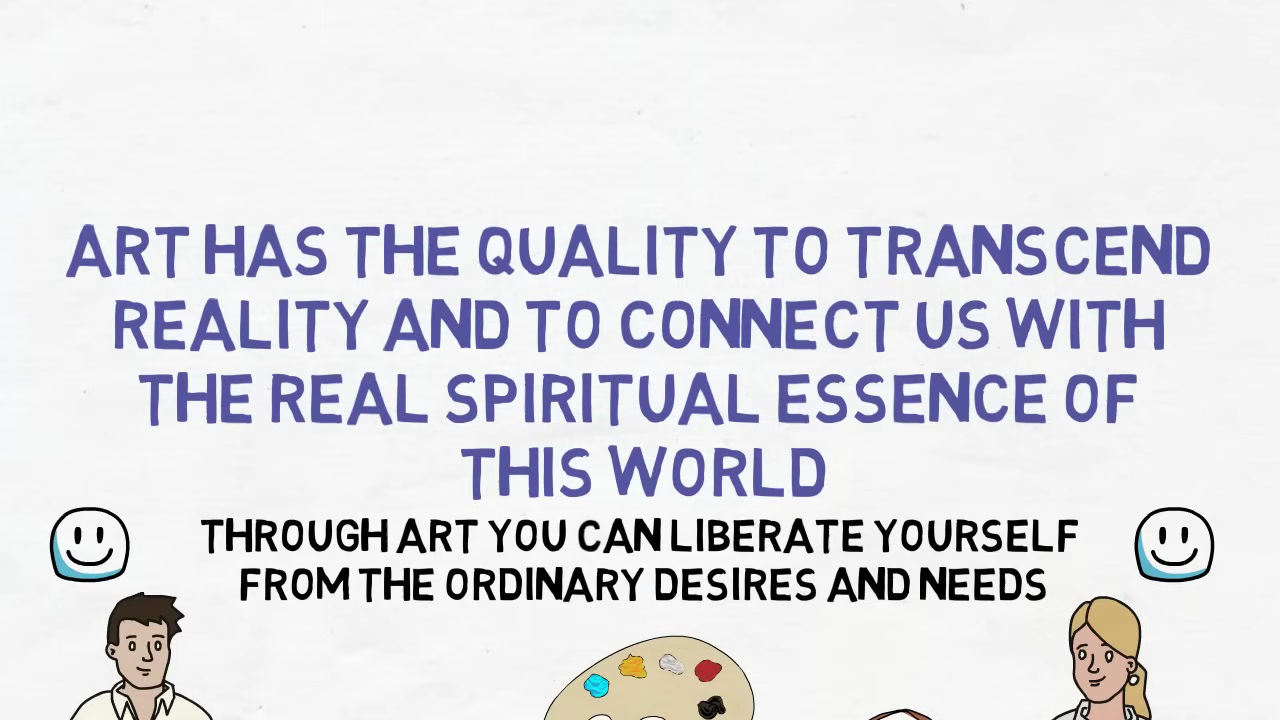 ART HAS THE QUALITY TO TRANSCEND
REALITY AND TO CONNECT US WITH
THE REAL SPIRITUAL ESSENCE OF
THIS WORLD
THROUGH ART YOU CAN LIBERATE YOURSELF
FROM THE ORDINARY DESIRES AND NEEDS